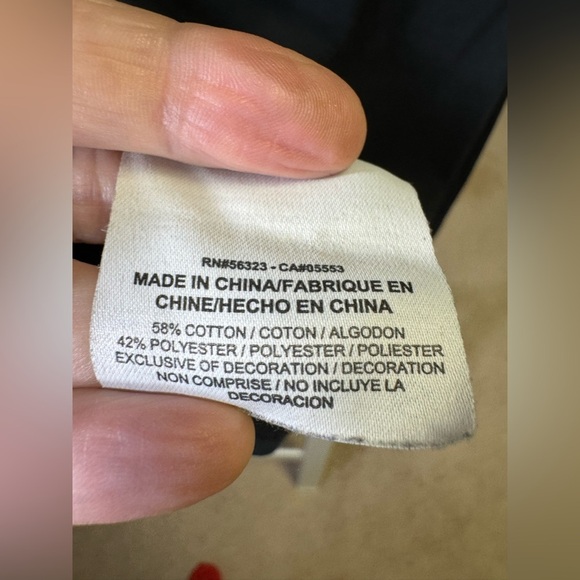 RN#56323 - CA#05553
MADE IN CHINA/FABRIQUE EN
CHINE/HECHO EN CHINA
58% COTTON / COTON / ALGODON
42% POLYESTER / POLYESTER / POLIESTER
EXCLUSIVE OF DECORATION / DECORATION
NON COMPRISE / NO INCLUYE LA
DECORACION